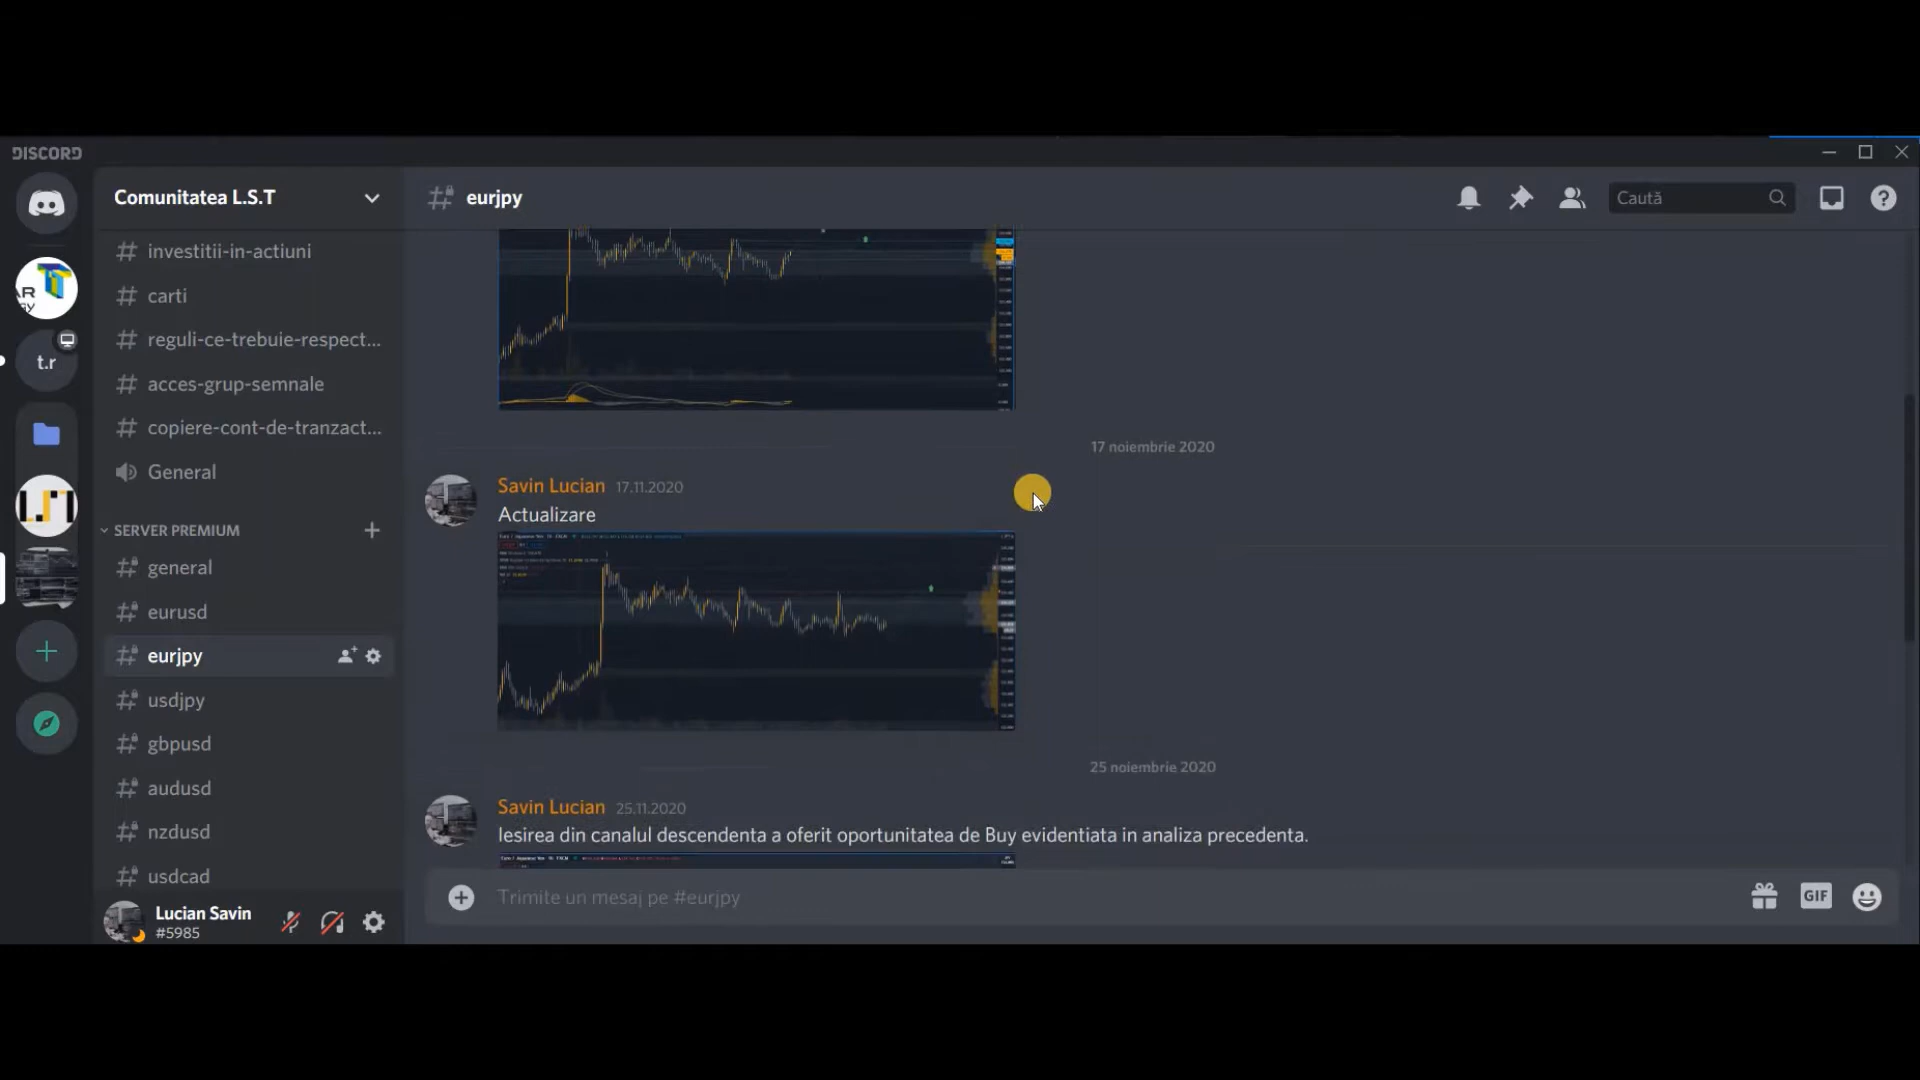 DISCORD
Comunitatea L.S.T
eurjpy
Caută
investitii-in-actiuni
carti
reguli-ce-trebuie-respect...
acces-grup-semnale
copiere-cont-de-tranzact...
General
SERVER PREMIUM
general
eurusd
eurjpy
usdjpy
gbpusd
audusd
nzdusd
usdcad
Lucian Savin
#5985
t.r
17 noiembrie 2020
Savin Lucian 17.11.2020
Actualizare
25 noiembrie 2020
Savin Lucian 25.11.2020
Iesirea din canalul descendenta a oferit oportunitatea de Buy evidentiata in analiza precedenta.
Trimite un mesaj pe #eurjpy
GIF